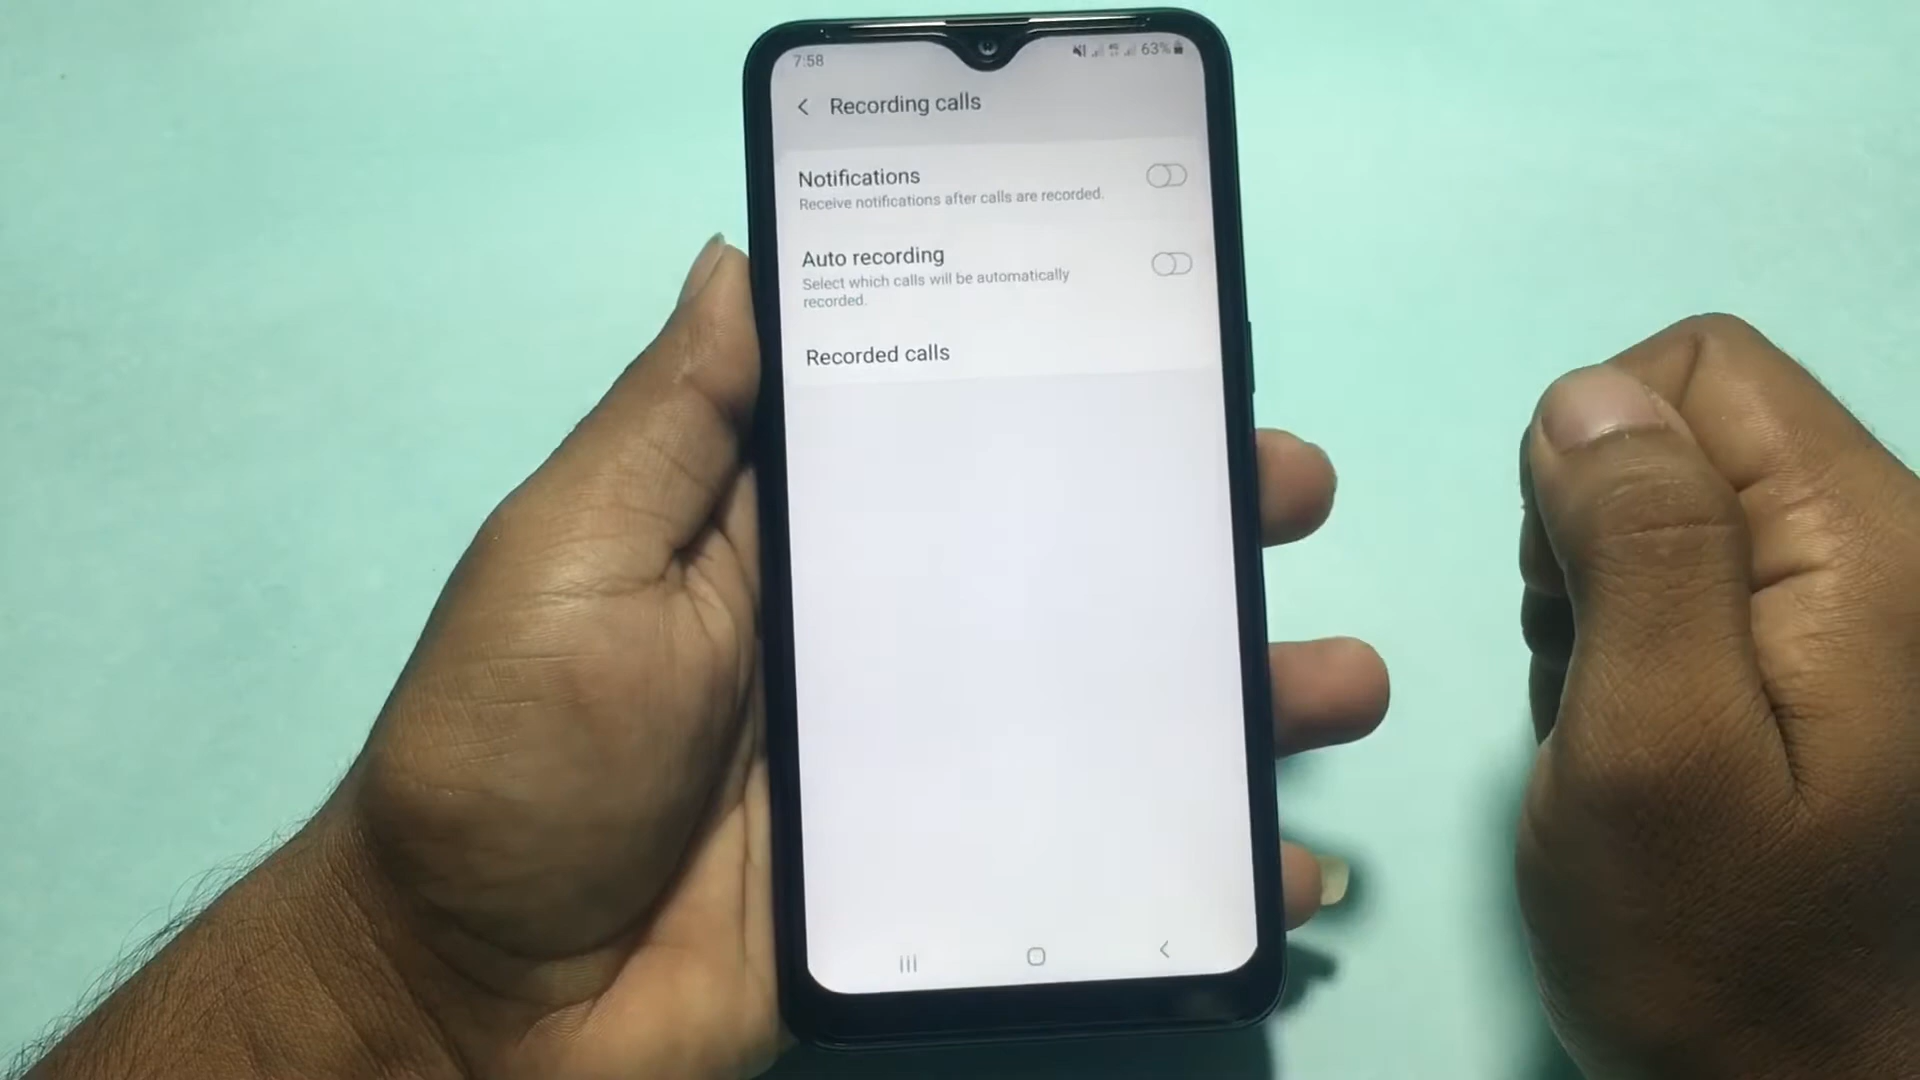 7:58
63%
Recording calls
Notifications
Receive notifications after calls are recorded.
Auto recording
Select which calls will be automatically
recorded.
Recorded calls